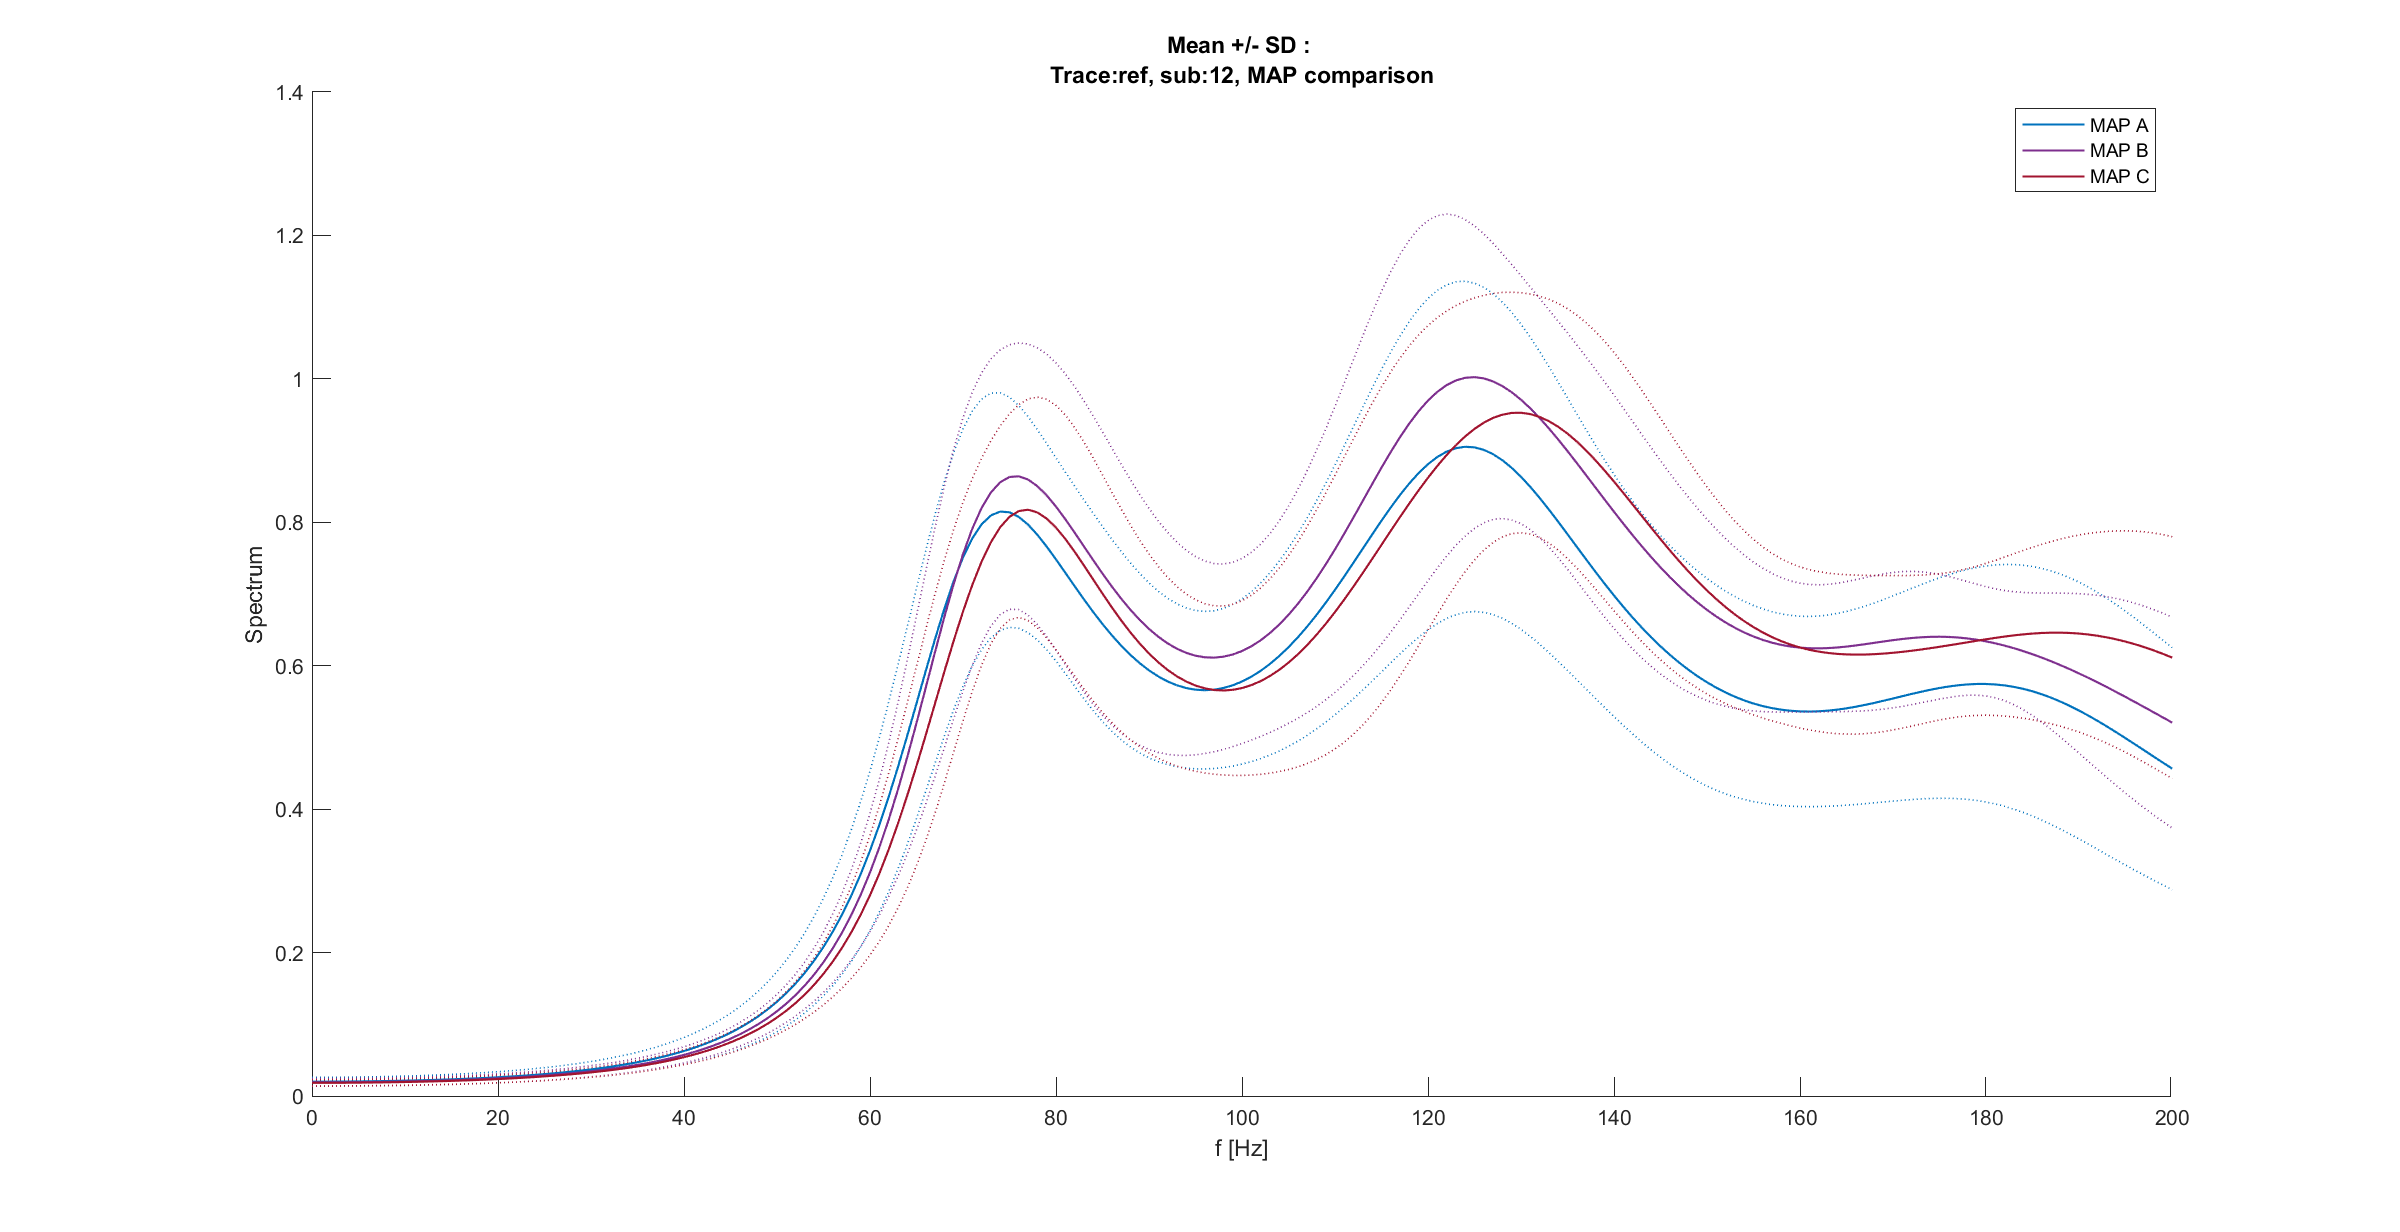 Mean +/- SD :
Trace:ref, sub:12, MAP comparison
1.4
1.2
1
0.8
0.6
0.4
0.2
0
Spectrum
MAP A
MAP B
MAP C
0 20 40 60 80 100 120 140 160 180 200
f [Hz]